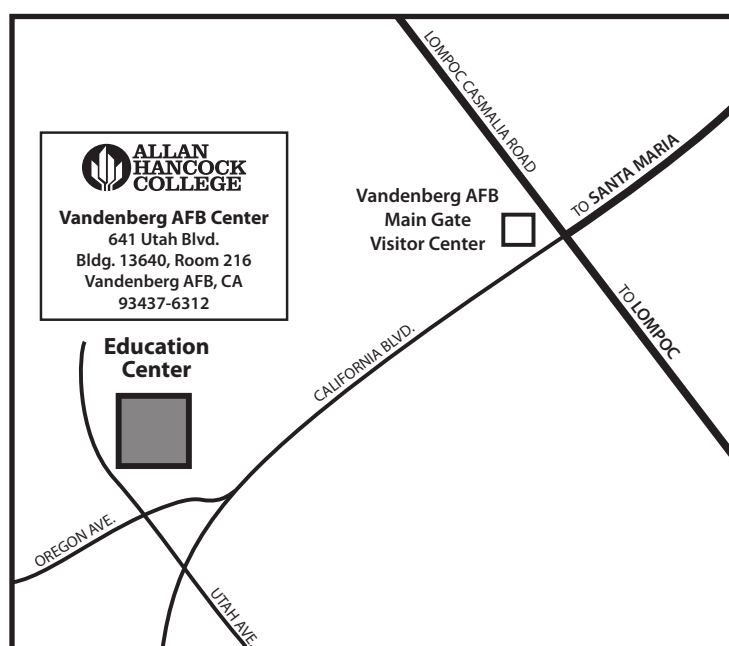 LOMPOC CASMALIA ROAD
TO SANTA MARIA
ALLAN
HANCOCK
COLLEGE
Vandenberg AFB Center
641 Utah Blvd.
Bldg. 13640, Room 216
Vandenberg AFB, CA
93437-6312
Vandenberg AFB
Main Gate
Visitor Center
TO LOMPOC
Education
Center
CALIFORNIA BLVD.
OREGON AVE.
UTAH AVE.